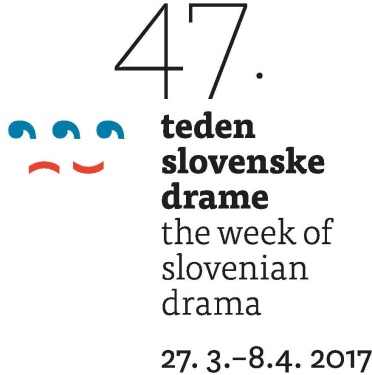 47.
teden
slovenske
drame
the week of
slovenian
drama
27. 3.–8.4. 2017